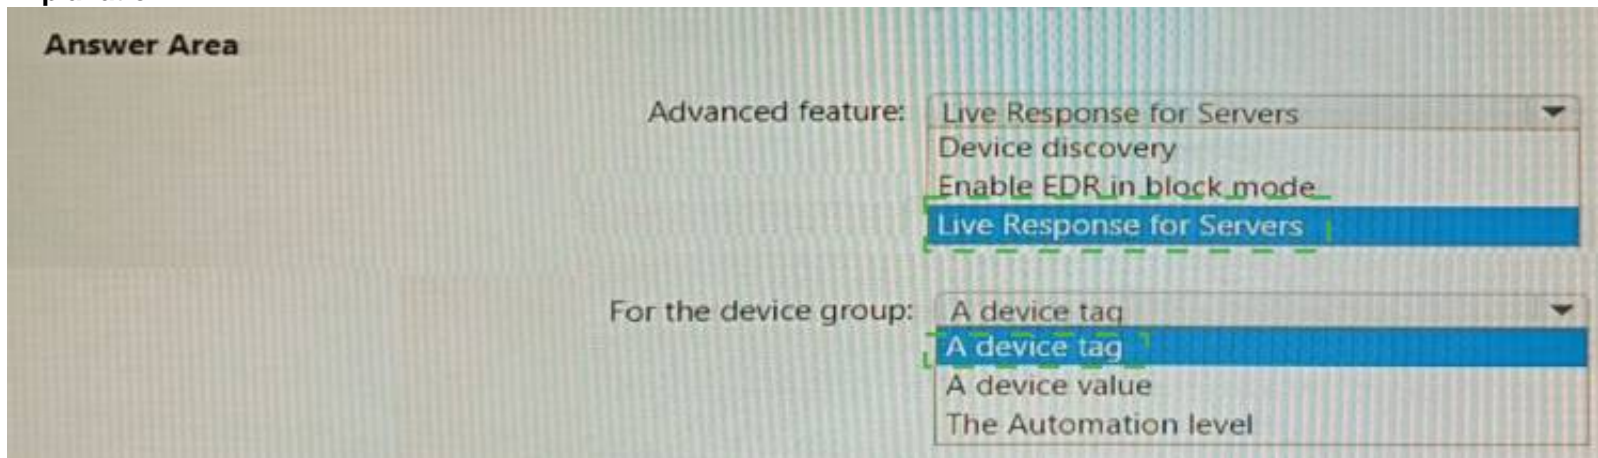 Answer Area
Advanced feature: Live Response for Servers
Device discovery
Enable EDR in block mode
Live Response for Servers
For the device group: A device tag
A device tag
A device value
The Automation level